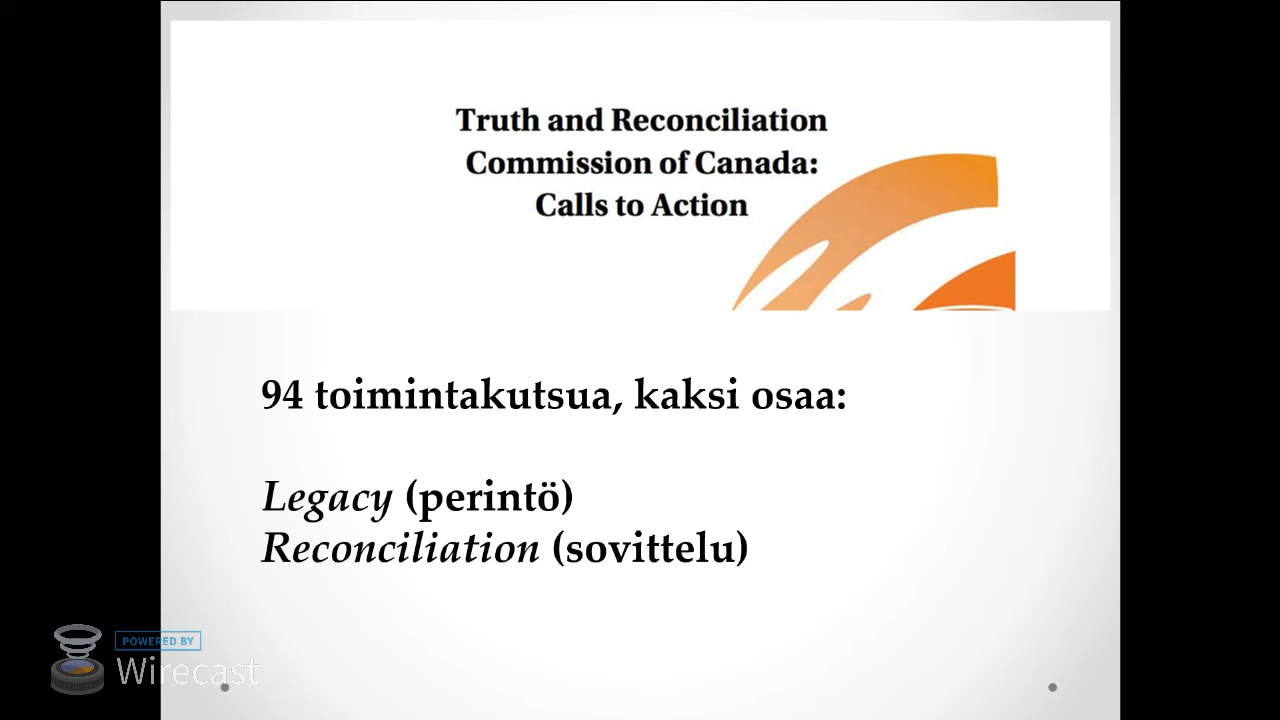 Truth and Reconciliation
Commission of Canada:
Calls to Action
94 toimintakutsua, kaksi osaa:
Legacy (perintö)
Reconciliation (sovittelu)
POWERED BY
Wirecast